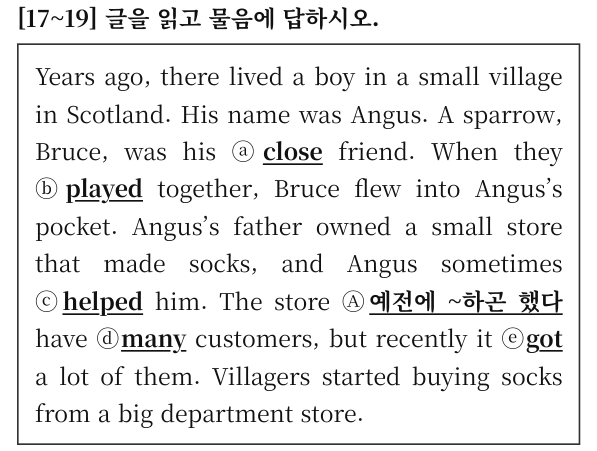 [17~19] 글을 읽고 물음에 답하시오.
Years ago, there lived a boy in a small village
in Scotland. His name was Angus. A sparrow,
Bruce, was his ⓐ close friend. When they
ⓑ played together, Bruce flew into Angus’s
pocket. Angus’s father owned a small store
that made socks, and Angus sometimes
ⓒ helped him. The store Ⓐ 예전에 ~하곤 했다
have ⓓ many customers, but recently it ⓔ got
a lot of them. Villagers started buying socks
from a big department store.